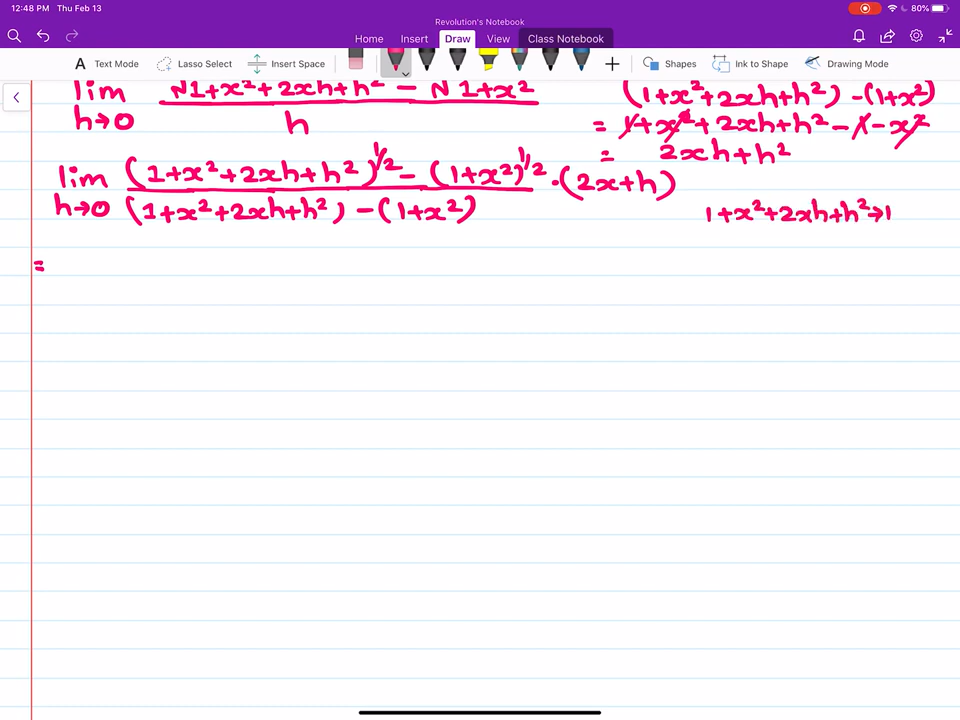 12:48 PM Thu Feb 13
80%
Revolution's Notebook
Home Insert Draw View Class Notebook
Text Mode Lasso Select Insert Space Shapes Ink to Shape Drawing Mode
lim h→0 (√1+x²+2xh+h² - √1+x²) / h
(1+x²+2xh+h²) -(1+x²)
= 1+x²+2xh+h² - 1 - x²
= 2xh+h²
lim h→0 ((1+x²+2xh+h²)^1/2 - (1+x²)^1/2) / ((1+x²+2xh+h²) -(1+x²)) · (2x+h)
1+x²+2xh+h²→1
=